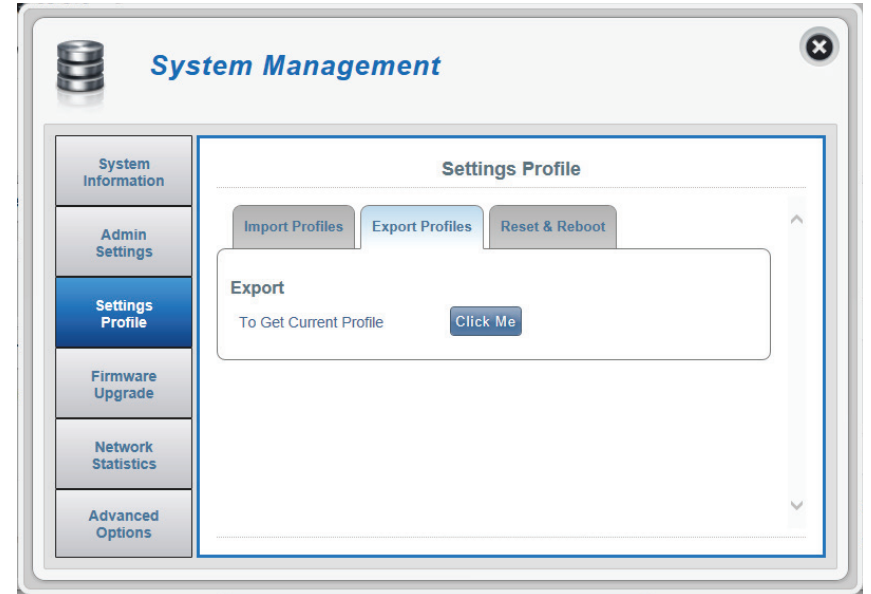 System Management
System
Information
Admin
Settings
Settings
Profile
Firmware
Upgrade
Network
Statistics
Advanced
Options
Settings Profile
Import Profiles
Export Profiles
Reset & Reboot
Export
To Get Current Profile
Click Me